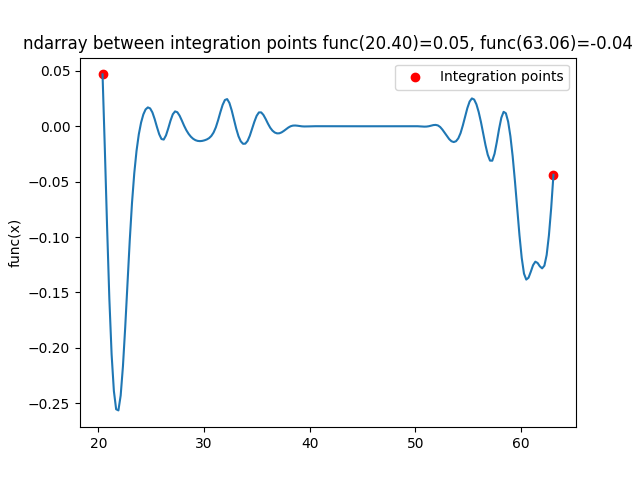 ndarray between integration points func(20.40)=0.05, func(63.06)=-0.04
Integration points
func(x)
0.05
0.00
−0.05
−0.10
−0.15
−0.20
−0.25
20 30 40 50 60